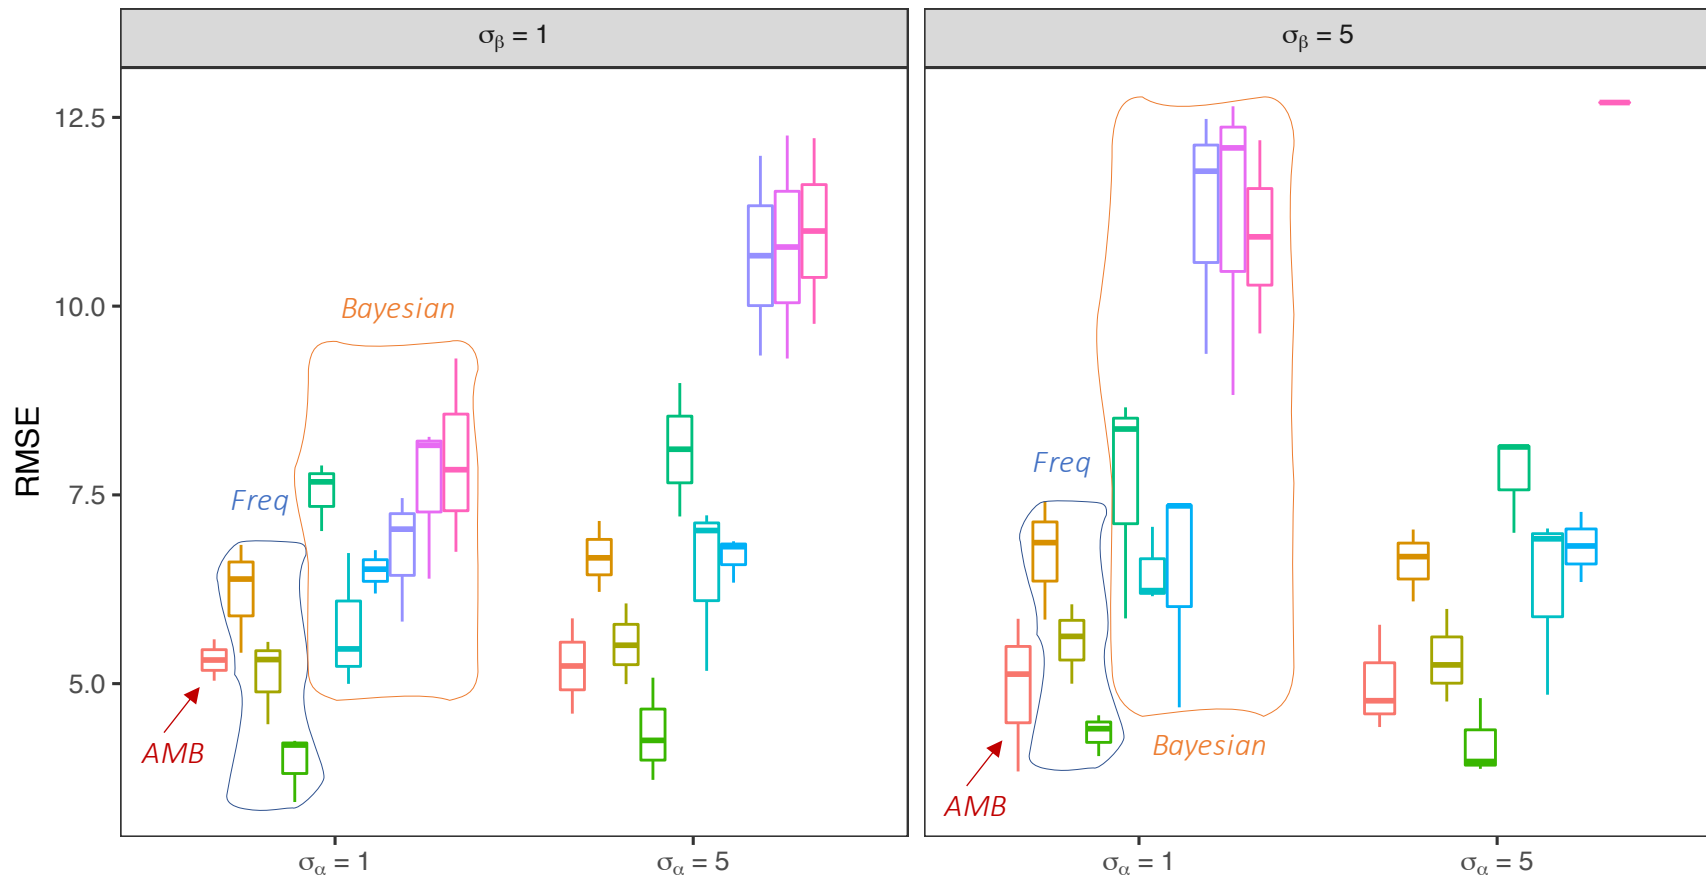 σβ = 1
σβ = 5
RMSE
12.5
10.0
7.5
5.0
Bayesian
Freq
AMB
Freq
Bayesian
AMB
σα = 1
σα = 5
σα = 1
σα = 5